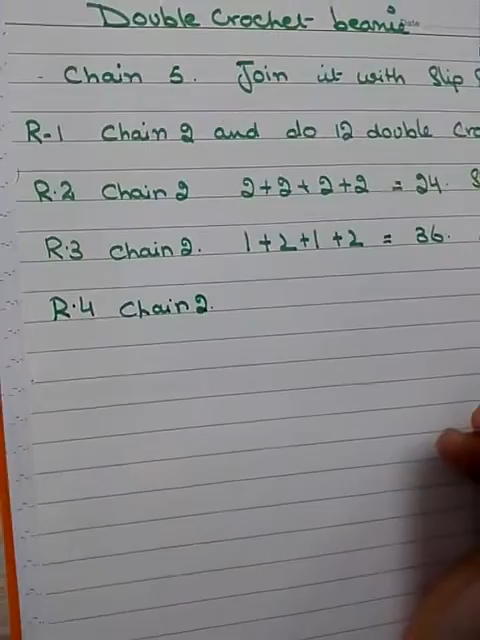 Double Crochet beanie
- Chain 5. Join it with Slip
R-1 Chain 2 and do 12 double
R.2 Chain 2 2+2+2+2 = 24.
R.3 Chain 2. 1+2+1+2 = 36.
R.4 Chain 2.